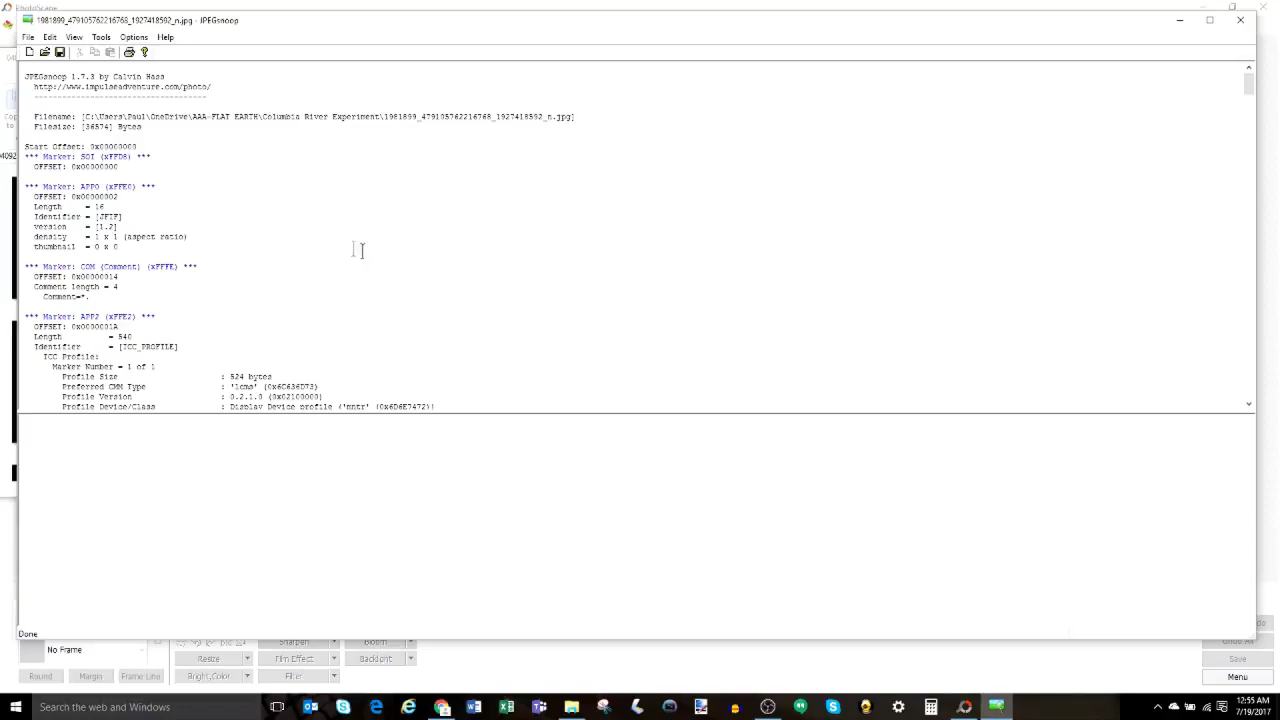 PhotoScape
1981899_479105762216768_1927418592_n.jpg - JPEGsnoop
File Edit View Tools Options Help
JPEGsnoop 1.7.3 by Calvin Hass
http://www.impulseadventure.com/photo/
-------------------------------------
Filename: [C:\Users\Paul\OneDrive\AAA-FLAT EARTH\Columbia River Experiment\1981899_479105762216768_1927418592_n.jpg]
Filesize: [36574] Bytes
Start Offset: 0x00000000
*** Marker: SOI (xFFD8) ***
OFFSET: 0x00000000
*** Marker: APP0 (xFFE0) ***
OFFSET: 0x00000002
Length = 16
Identifier = [JFIF]
version = [1.2]
density = 1 x 1 (aspect ratio)
thumbnail = 0 x 0
*** Marker: COM (Comment) (xFFFE) ***
OFFSET: 0x00000014
Comment length = 4
Comment=*.
*** Marker: APP2 (xFFE2) ***
OFFSET: 0x0000001A
Length = 540
Identifier = [ICC_PROFILE]
ICC Profile:
Marker Number = 1 of 1
Profile Size : 524 bytes
Preferred CMM Type : 'lcms' (0x6C636D73)
Profile Version : 0.2.1.0 (0x02100000)
Profile Device/Class : Display Device profile ('mntr' (0x6D6E7472))
Done
No Frame
Sharpen Bloom
Undo All
Resize Film Effect Backlight Save
Round Margin Frame Line Bright,Color Filter Menu
Search the web and Windows
12:55 AM
7/19/2017